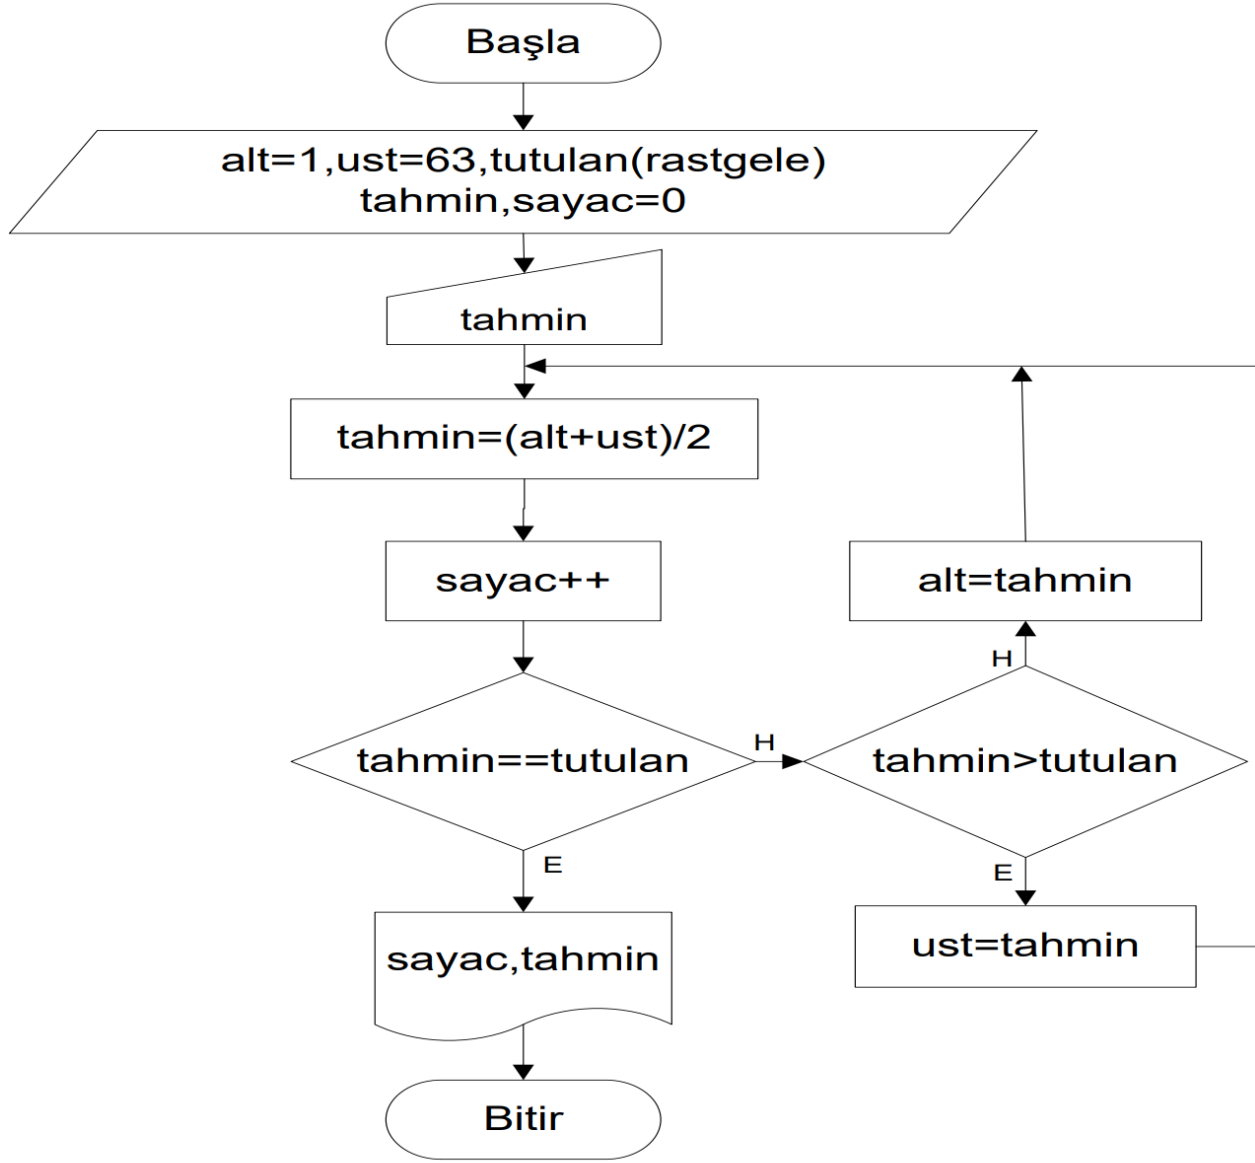 Başla
alt=1,ust=63,tutulan(rastgele)
tahmin,sayac=0
tahmin
tahmin=(alt+ust)/2
sayac++
alt=tahmin
H
tahmin==tutulan
H
tahmin>tutulan
E
E
sayac,tahmin
ust=tahmin
Bitir